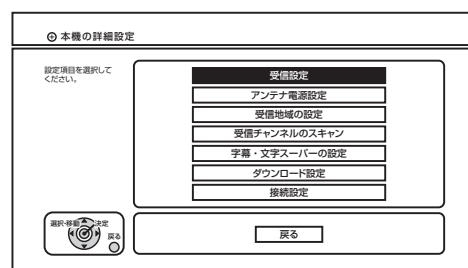 本機の詳細設定
設定項目を選択して
ください。
受信設定
アンテナ電源設定
受信地域の設定
受信チャンネルのスキャン
字幕・文字スーパーの設定
ダウンロード設定
接続設定
選択・移動 決定
戻る
戻る